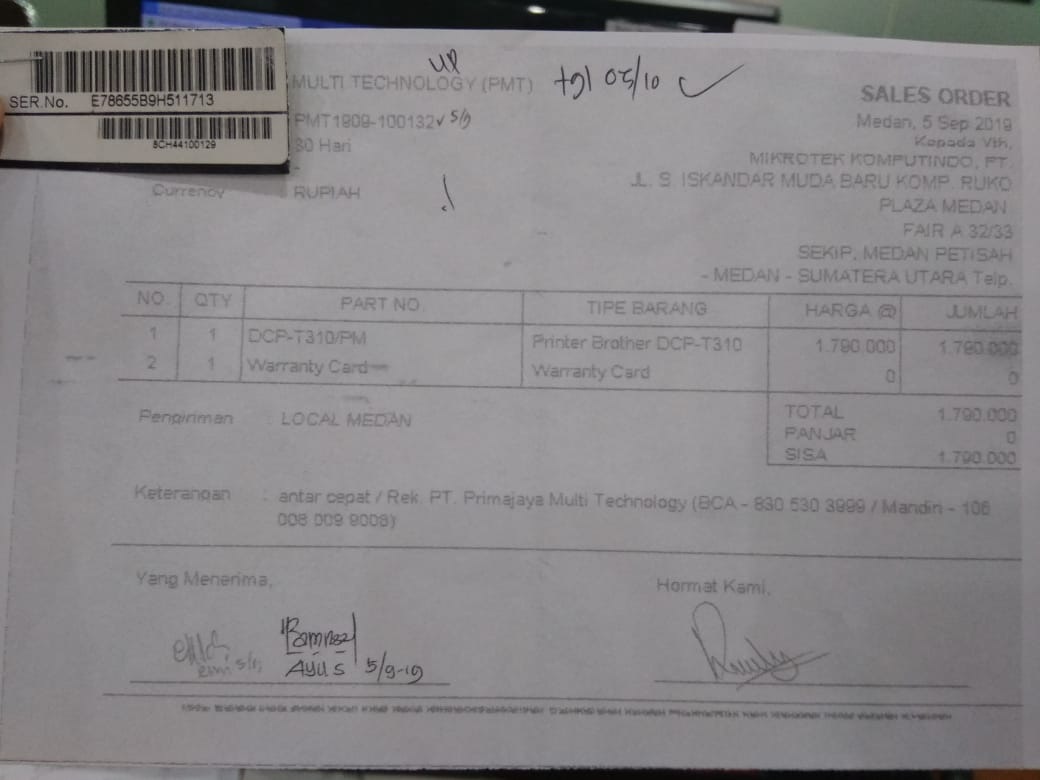 SER.No. E78655B9H511713
8CH44100129
MULTI TECHNOLOGY (PMT)
UP
tgl 05/10
SALES ORDER
PMT1909-100132 5/9
Medan, 5 Sep 2019
30 Hari
Kepada Yth,
MIKROTEK KOMPUTINDO, PT.
Currency RUPIAH
JL. S. ISKANDAR MUDA BARU KOMP. RUKO
PLAZA MEDAN
FAIR A 32/33
SEKIP, MEDAN PETISAH
- MEDAN - SUMATERA UTARA Telp.
NO. QTY PART NO. TIPE BARANG HARGA @ JUMLAH
1 1 DCP-T310/PM Printer Brother DCP-T310 1.790.000 1.790.000
2 1 Warranty Card Warranty Card 0 0
Pengiriman : LOCAL MEDAN
TOTAL 1.790.000
PANJAR 0
SISA 1.790.000
Keterangan : antar cepat / Rek. PT. Primajaya Multi Technology (BCA - 830 530 3999 / Mandiri - 106
008 009 9008)
Yang Menerima,
Hormat Kami,
AYUS 5/9-19